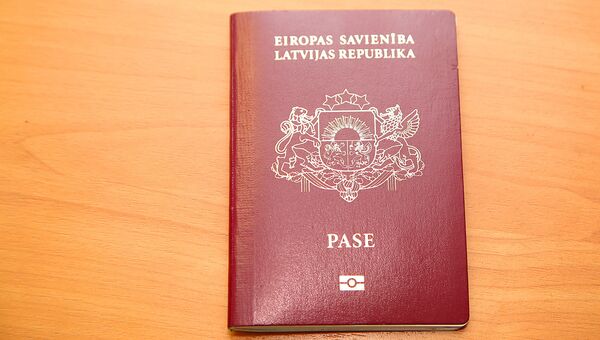 EIROPAS SAVIENĪBA
LATVIJAS REPUBLIKA
PASE